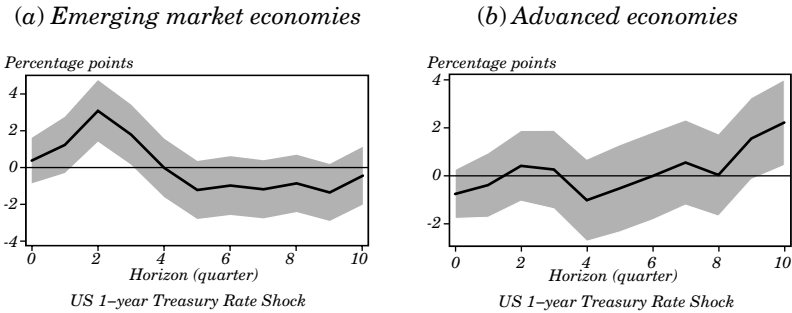 (a) Emerging market economies
Percentage points
4
2
0
-2
-4
0 2 4 6 8 10
Horizon (quarter)
US 1–year Treasury Rate Shock
(b) Advanced economies
Percentage points
4
2
0
-2
0 2 4 6 8 10
Horizon (quarter)
US 1–year Treasury Rate Shock